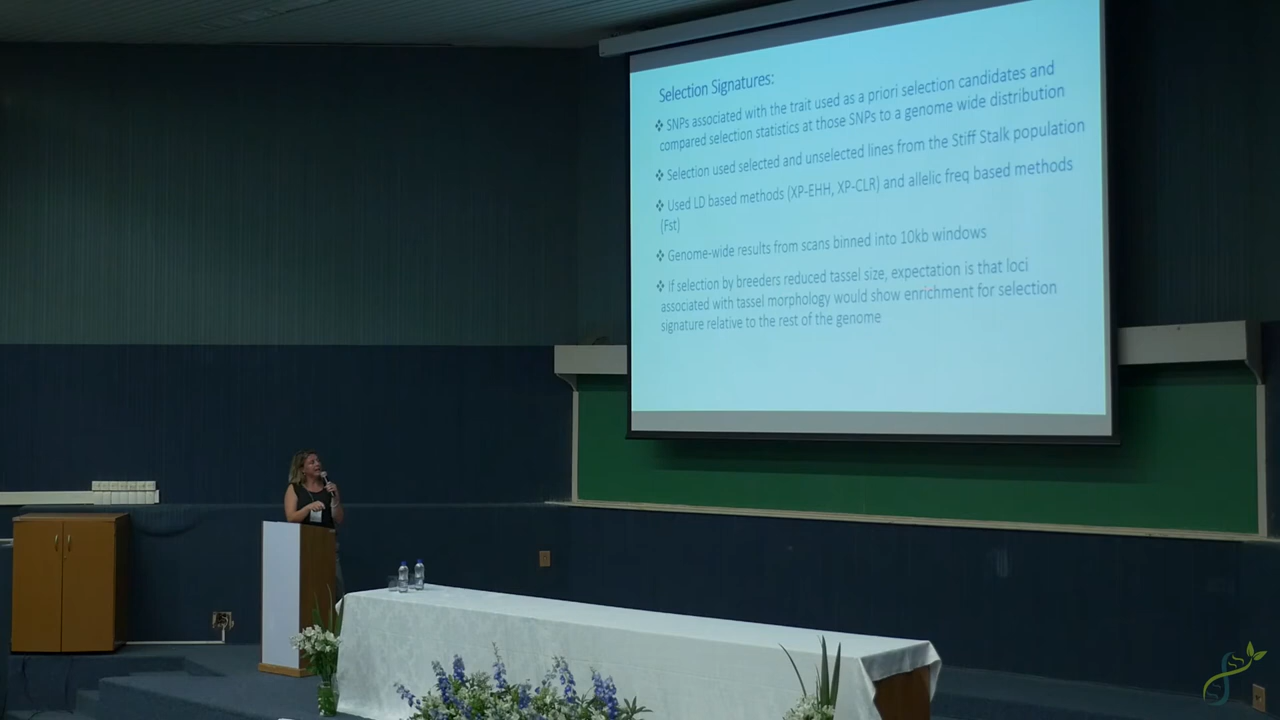 Selection Signatures:
❖ SNPs associated with the trait used as a priori selection candidates and
compared selection statistics at those SNPs to a genome wide distribution
❖ Selection used selected and unselected lines from the Stiff Stalk population
❖ Used LD based methods (XP-EHH, XP-CLR) and allelic freq based methods
(Fst)
❖ Genome-wide results from scans binned into 10kb windows
❖ If selection by breeders reduced tassel size, expectation is that loci
associated with tassel morphology would show enrichment for selection
signature relative to the rest of the genome